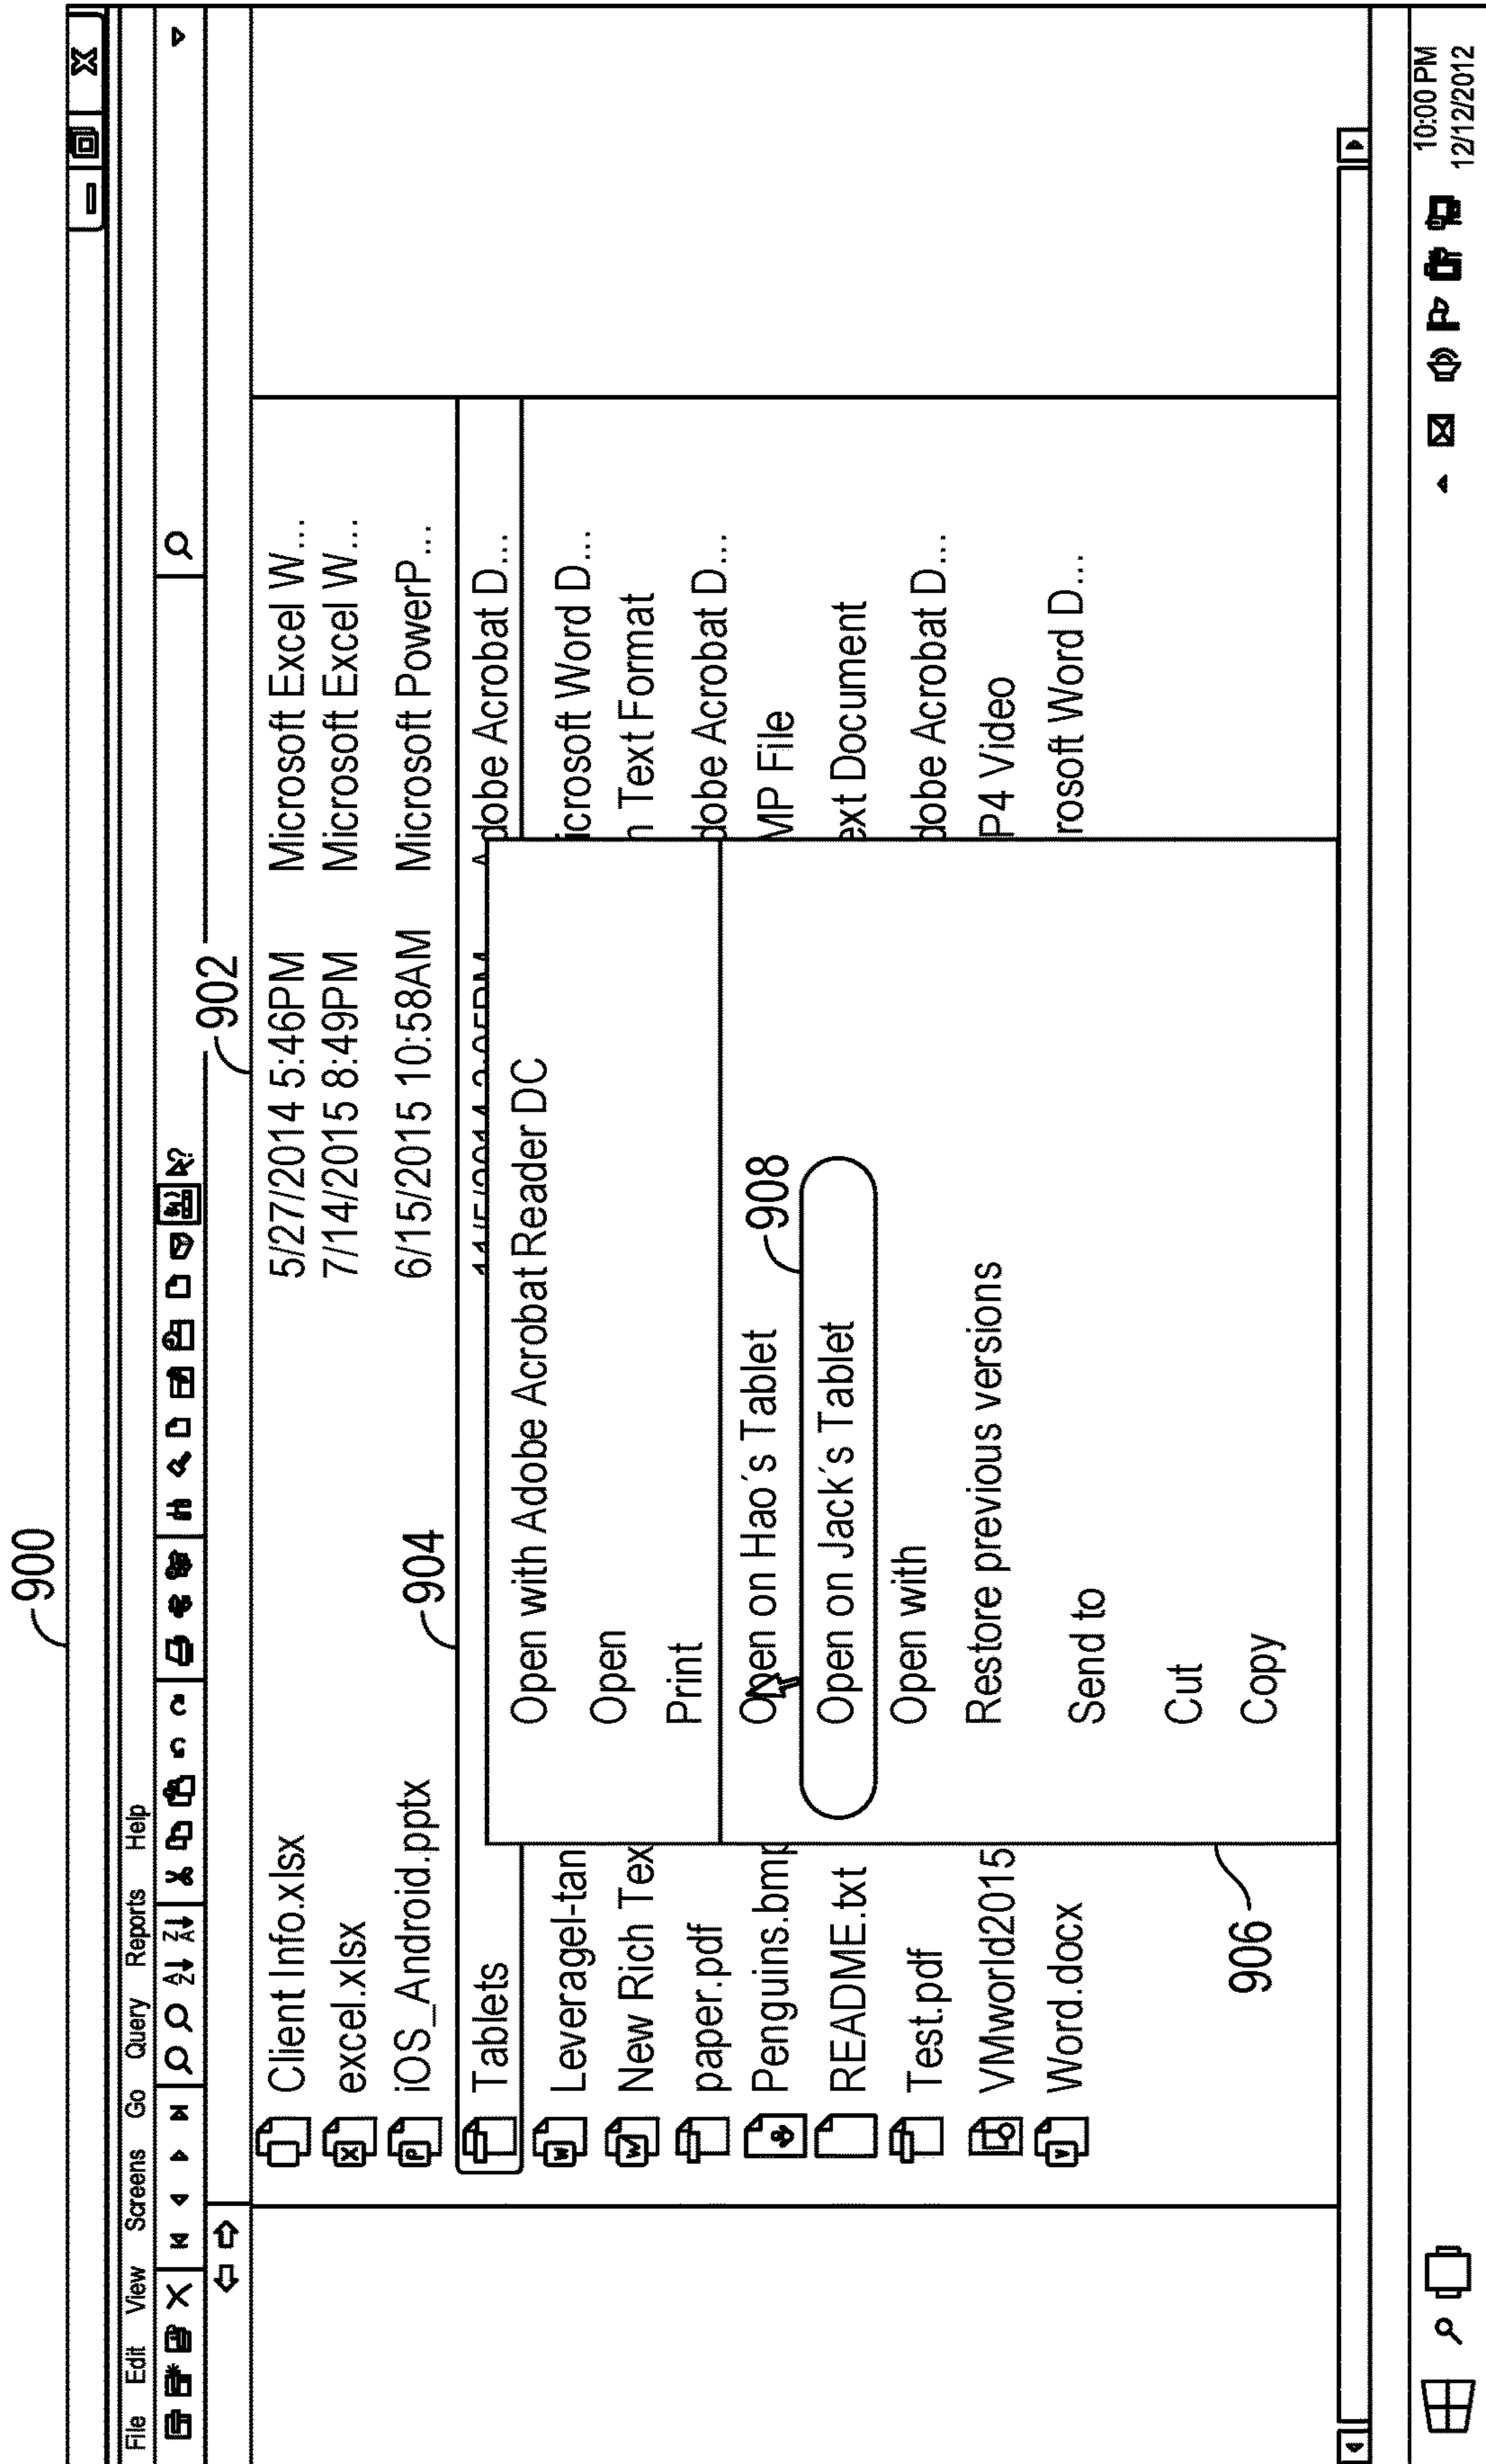 900
File Edit View Screens Go Query Reports Help
902
Client Info.xlsx 5/27/2014 5:46PM Microsoft Excel W...
excel.xlsx 7/14/2015 8:49PM Microsoft Excel W...
iOS_Android.pptx 6/15/2015 10:58AM Microsoft PowerP...
904
Tablets dobe Acrobat D...
Leveragel-tan icrosoft Word D...
New Rich Tex Text Format
paper.pdf dobe Acrobat D...
Penguins.bmp MP File
README.txt ext Document
Test.pdf dobe Acrobat D...
VMworld2015 P4 Video
Word.docx rosoft Word D...
Open with Adobe Acrobat Reader DC
Open
Print
Open on Hao´s Tablet
908
Open on Jack´s Tablet
Open with
Restore previous versions
Send to
Cut
Copy
906
10:00 PM
12/12/2012